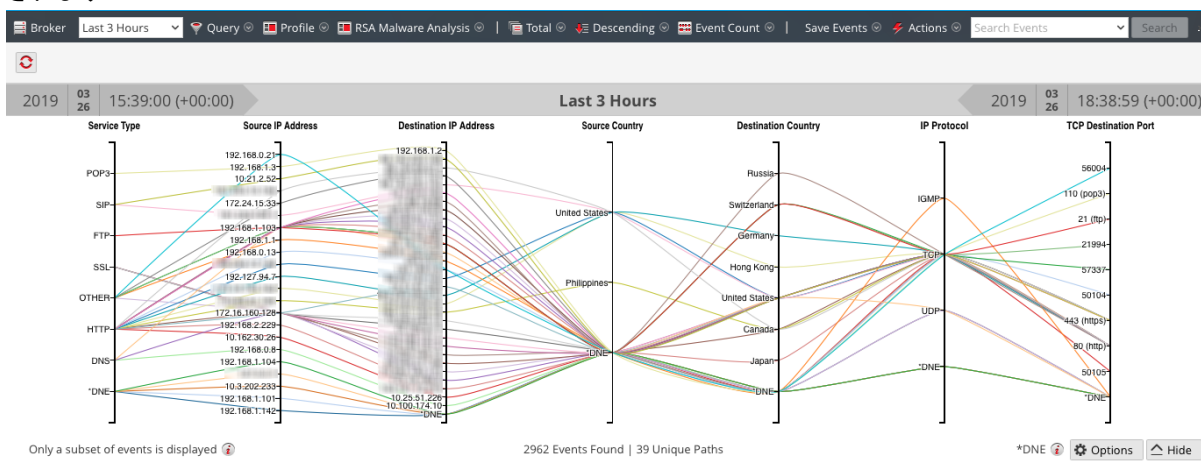 Broker Last 3 Hours Query Profile RSA Malware Analysis | Total Descending Event Count | Save Events Actions Search Events Search
2019 03 26 15:39:00 (+00:00) Last 3 Hours 2019 03 26 18:38:59 (+00:00)
Service Type Source IP Address Destination IP Address Source Country Destination Country IP Protocol TCP Destination Port
POP3
SIP
FTP
SSL
OTHER
HTTP
DNS
*DNE
192.168.0.21
192.168.1.3
10.21.2.52
172.24.15.33
192.168.1.103
192.168.1.1
192.168.0.13
192.127.94.7
172.16.160.128
192.168.2.229
10.162.30.26
192.168.0.8
192.168.1.104
10.3.202.233
192.168.1.101
192.168.1.142
192.168.1.2
10.25.51.226
10.100.174.10
*DNE
United States
Philippines
*DNE
Russia
Switzerland
Germany
Hong Kong
United States
Canada
Japan
*DNE
IGMP
TCP
UDP
*DNE
56004
110 (pop3)
21 (ftp)
21994
57337
50104
443 (https)
80 (http)
50105
*DNE
Only a subset of events is displayed 2962 Events Found | 39 Unique Paths *DNE Options Hide